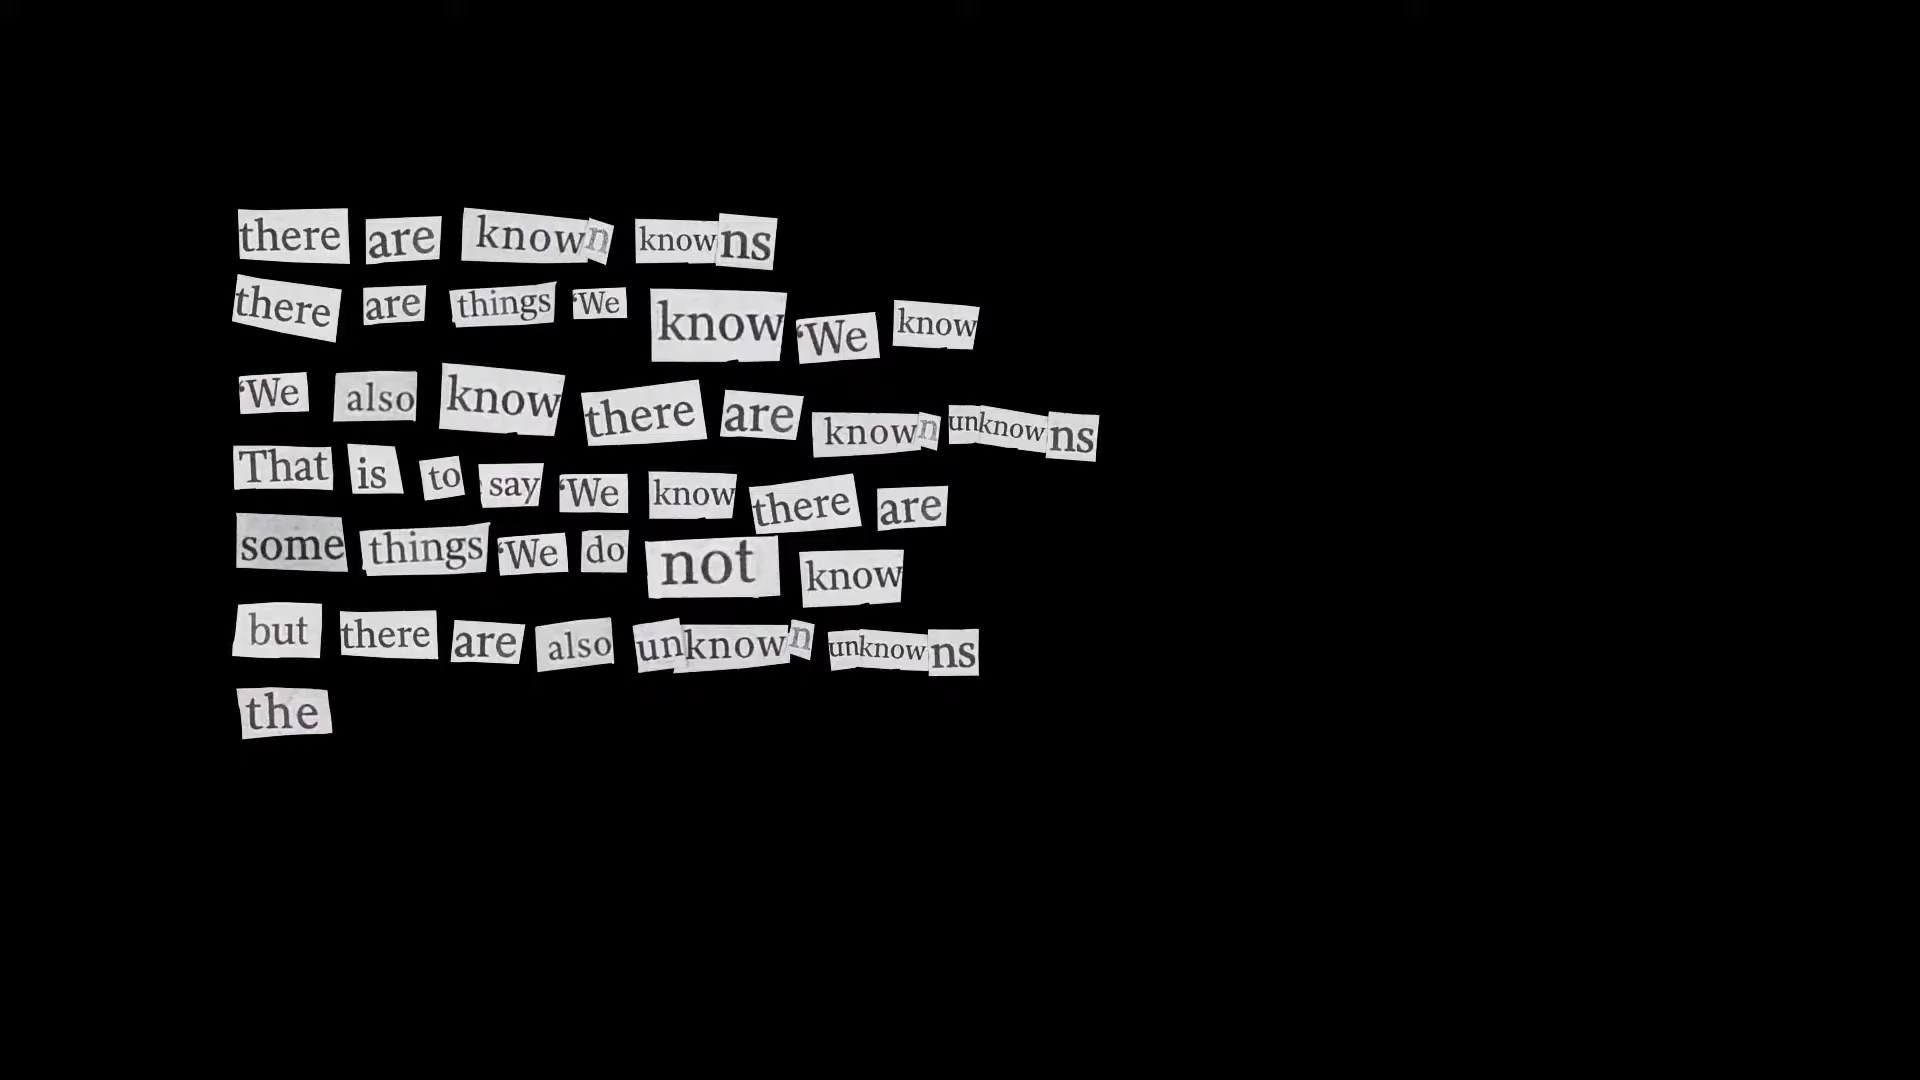 there are known knowns
there are things ‘We know ‘We know
‘We also know there are known unknowns
That is to say ‘We know there are
some things ‘We do not know
but there are also unknown unknowns
the